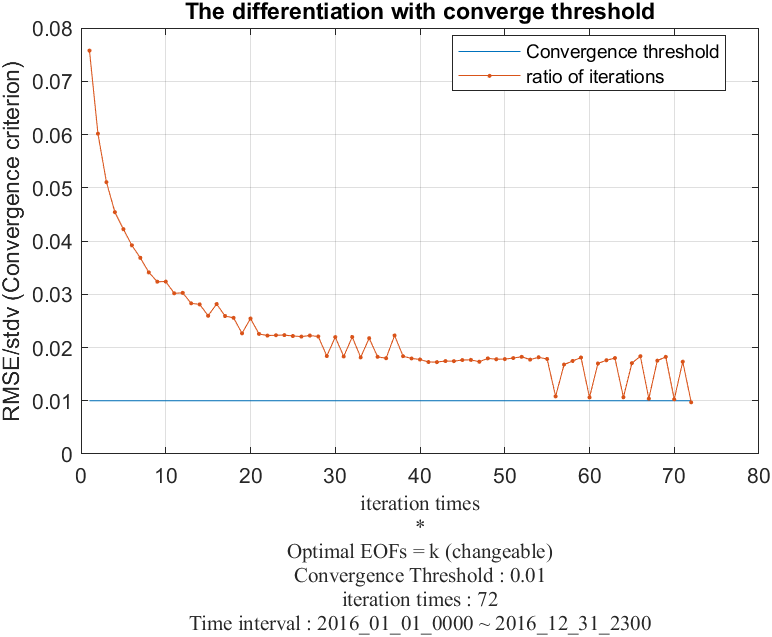 The differentiation with converge threshold
Convergence threshold
ratio of iterations
RMSE/stdv (Convergence criterion)
0.08
0.07
0.06
0.05
0.04
0.03
0.02
0.01
0
0 10 20 30 40 50 60 70 80
iteration times
*
Optimal EOFs = k (changeable)
Convergence Threshold : 0.01
iteration times : 72
Time interval : 2016_01_01_0000 ~ 2016_12_31_2300